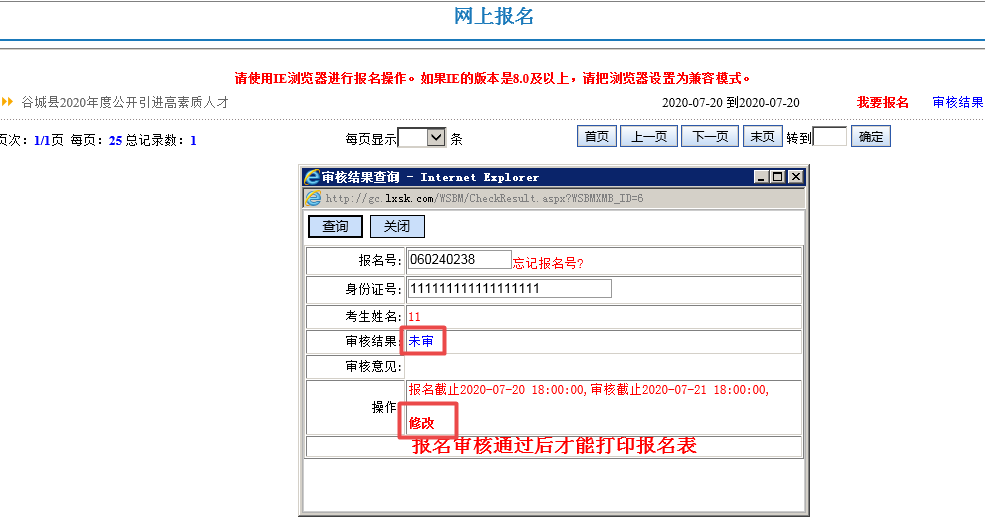 网上报名
请使用IE浏览器进行报名操作。如果IE的版本是8.0及以上，请把浏览器设置为兼容模式。
谷城县2020年度公开引进高素质人才 2020-07-20 到2020-07-20 我要报名 审核结果
页次：1/1页 每页：25 总记录数：1 每页显示 条 首页 上一页 下一页 末页 转到 确定
审核结果查询 - Internet Explorer
http://gc.lxsk.com/WSBM/CheckResult.aspx?WSBMXMB_ID=6
查询 关闭
报名号: 060240238 忘记报名号?
身份证号: 111111111111111111
考生姓名: 11
审核结果: 未审
审核意见:
报名截止2020-07-20 18:00:00,审核截止2020-07-21 18:00:00,
操作
修改
报名审核通过后才能打印报名表